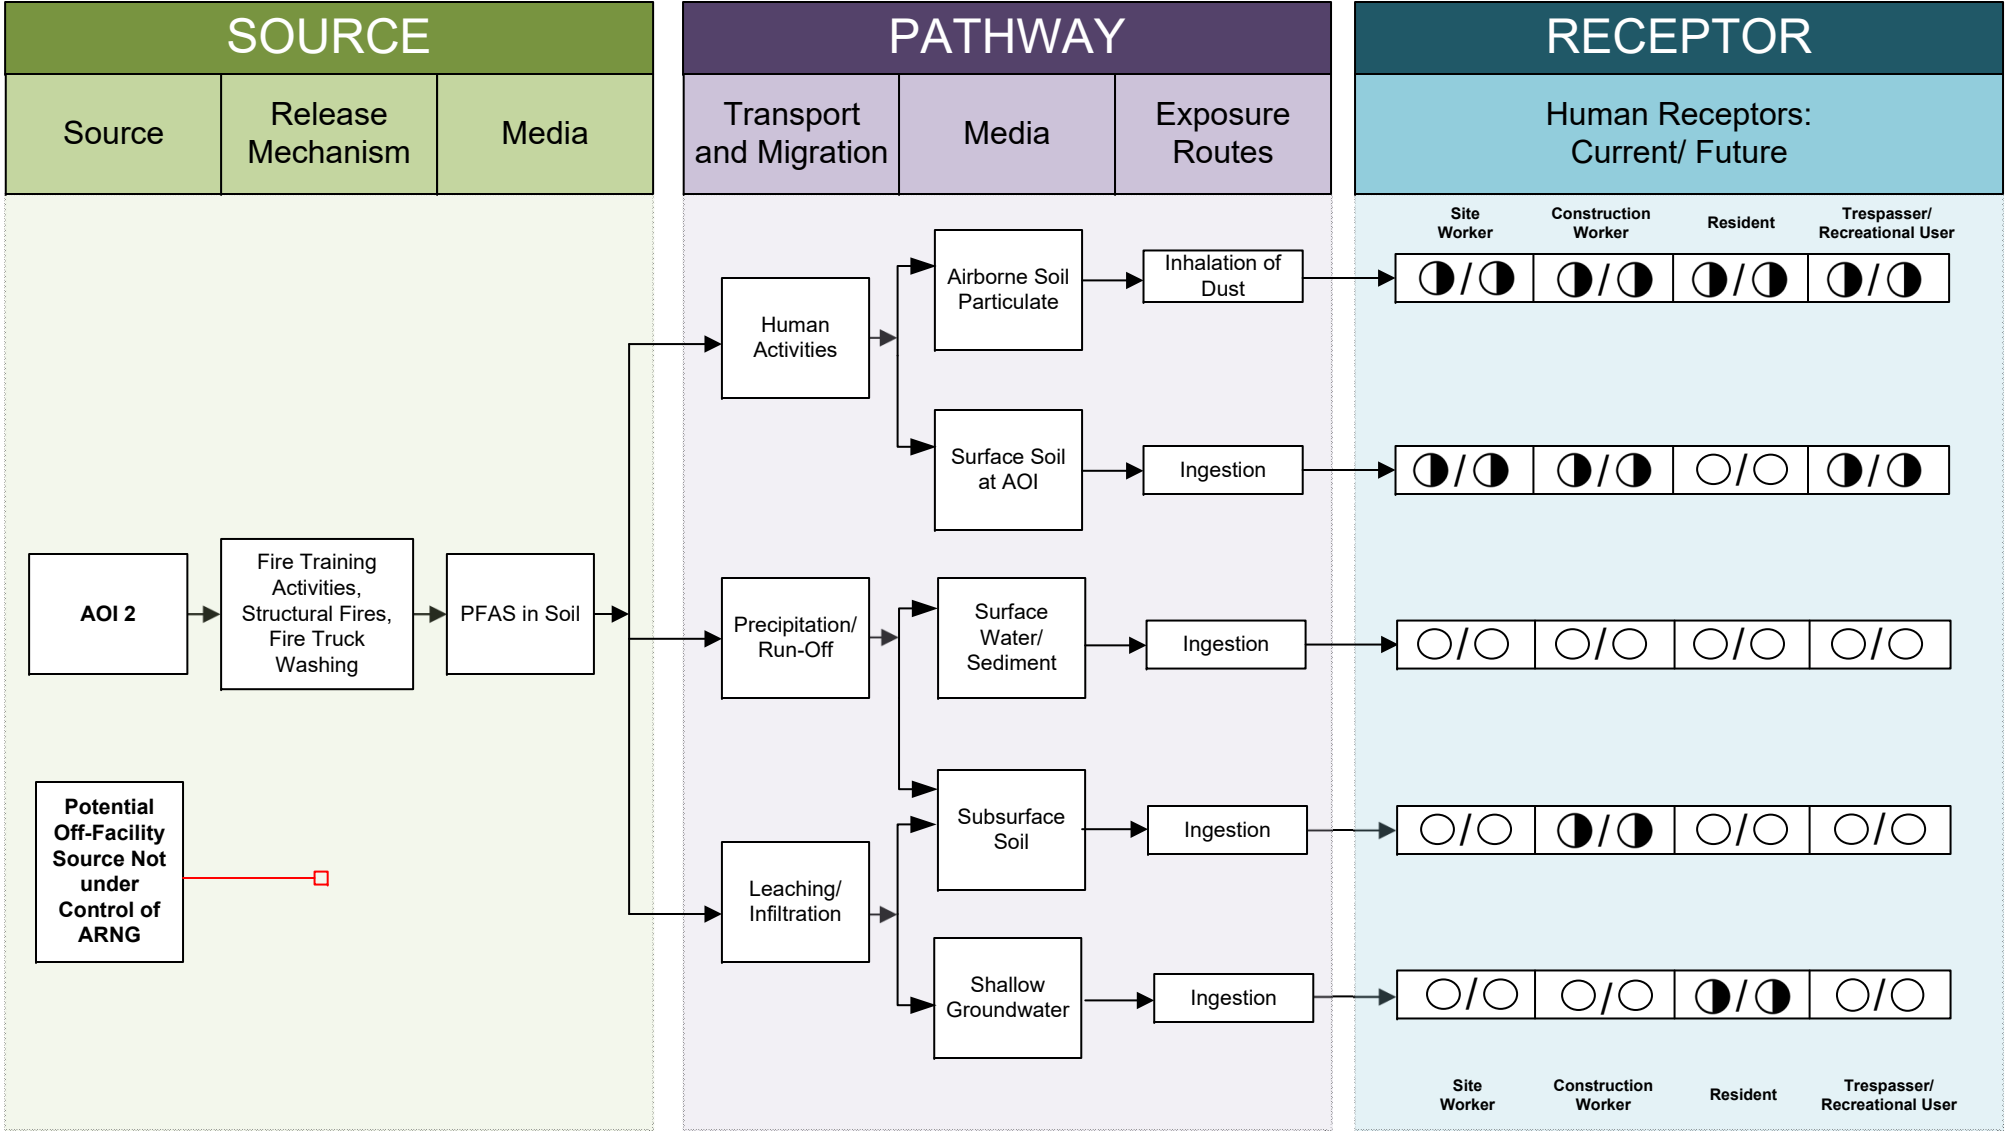 SOURCE
PATHWAY
RECEPTOR
Source
Release
Mechanism
Media
Transport
and Migration
Media
Exposure
Routes
Human Receptors:
Current/ Future
Site
Worker
Construction
Worker
Resident
Trespasser/
Recreational User
Airborne Soil
Particulate
Inhalation of
Dust
/
/
/
/
Human
Activities
Surface Soil
at AOI
Ingestion
/
/
/
/
AOI 2
Fire Training
Activities,
Structural Fires,
Fire Truck
Washing
PFAS in Soil
Precipitation/
Run-Off
Surface
Water/
Sediment
Ingestion
/
/
/
/
Potential
Off-Facility
Source Not
under
Control of
ARNG
Leaching/
Infiltration
Subsurface
Soil
Ingestion
/
/
/
/
Shallow
Groundwater
Ingestion
/
/
/
/
Site
Worker
Construction
Worker
Resident
Trespasser/
Recreational User